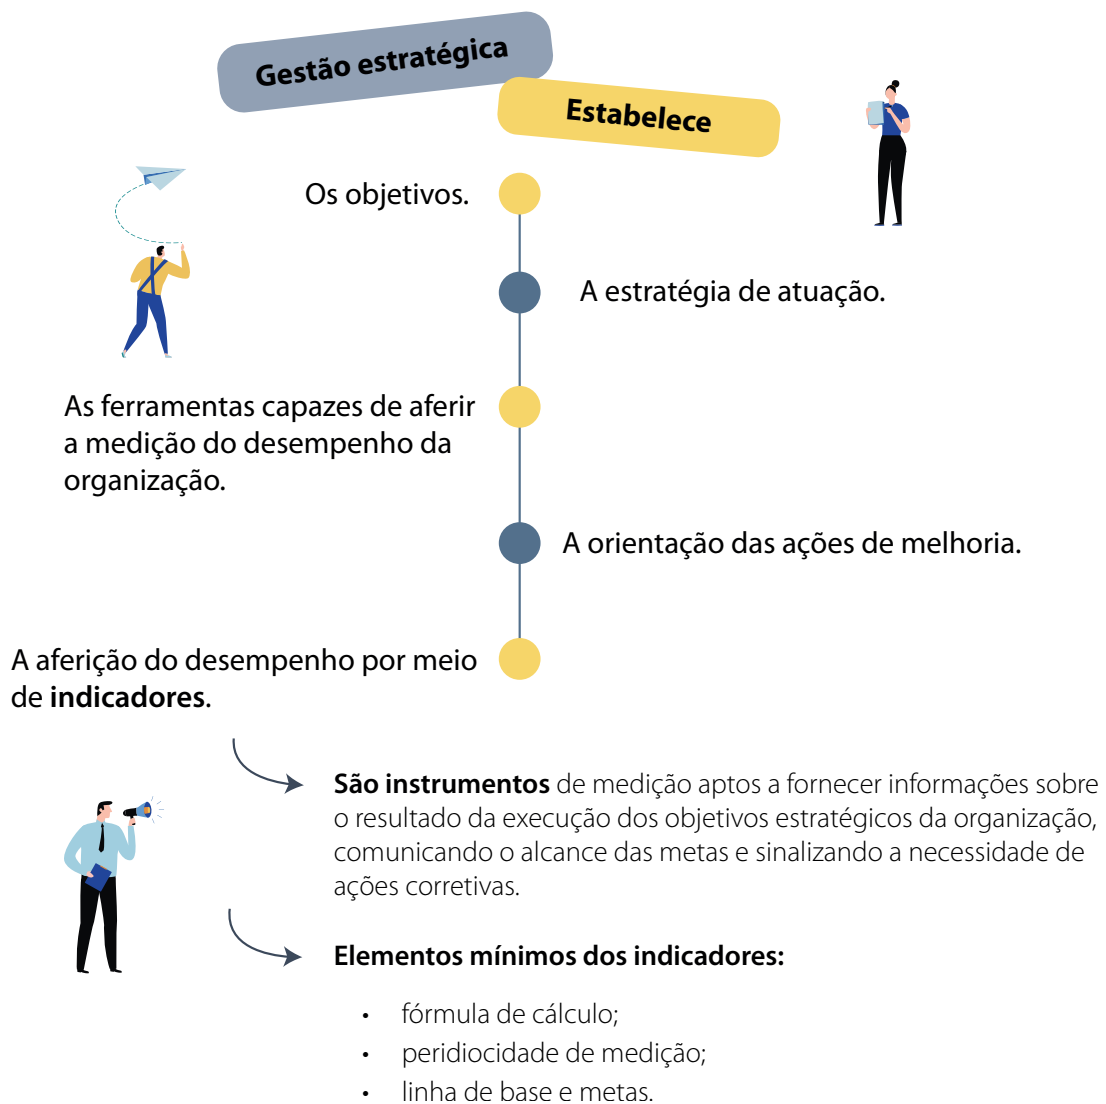 Gestão estratégica
Estabelece
Os objetivos.
A estratégia de atuação.
As ferramentas capazes de aferir
a medição do desempenho da
organização.
A orientação das ações de melhoria.
A aferição do desempenho por meio
de indicadores.
São instrumentos de medição aptos a fornecer informações sobre
o resultado da execução dos objetivos estratégicos da organização,
comunicando o alcance das metas e sinalizando a necessidade de
ações corretivas.
Elementos mínimos dos indicadores:
• fórmula de cálculo;
• peridiocidade de medição;
• linha de base e metas.